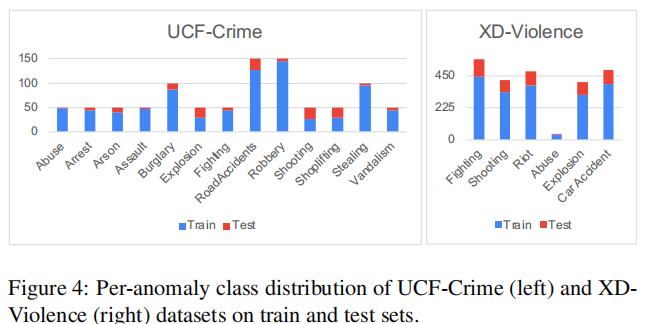 UCF-Crime
150
100
50
0
Abuse
Arrest
Arson
Assault
Burglary
Explosion
Fighting
RoadAccidents
Robbery
Shooting
Shoplifting
Stealing
Vandalism
Train Test
XD-Violence
450
225
0
Fighting
Shooting
Riot
Abuse
Explosion
Car Accident
Train Test
Figure 4: Per-anomaly class distribution of UCF-Crime (left) and XD-
Violence (right) datasets on train and test sets.